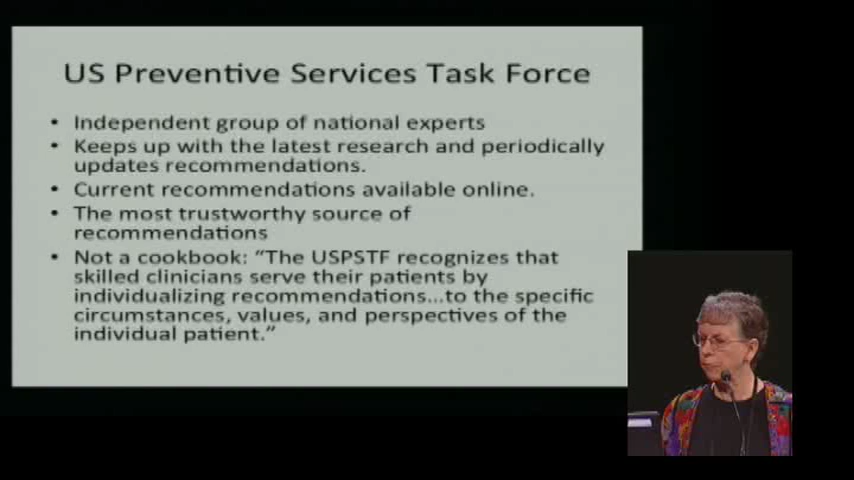 US Preventive Services Task Force
• Independent group of national experts
• Keeps up with the latest research and periodically
updates recommendations.
• Current recommendations available online.
• The most trustworthy source of
recommendations
• Not a cookbook: “The USPSTF recognizes that
skilled clinicians serve their patients by
individualizing recommendations...to the specific
circumstances, values, and perspectives of the
individual patient.”